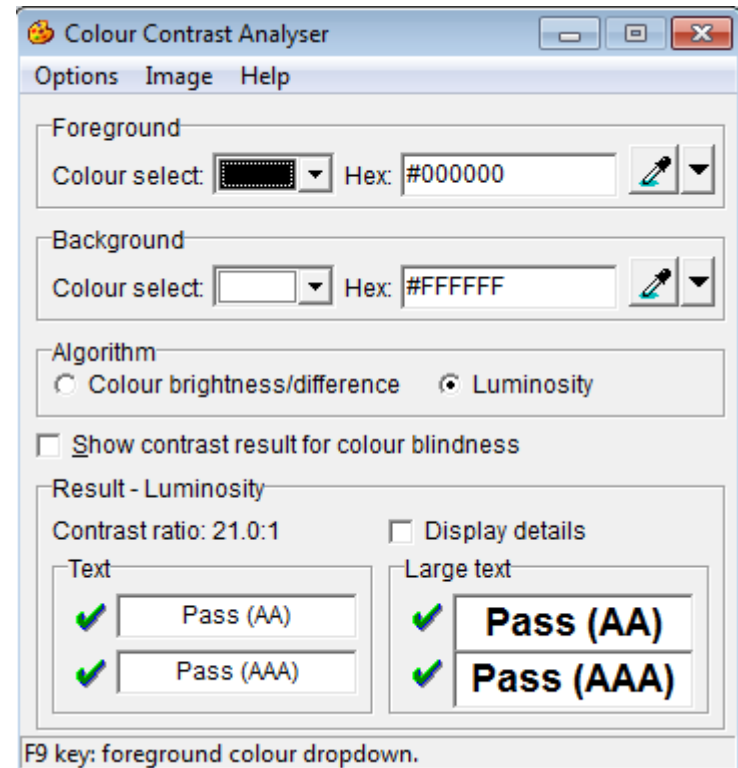 Colour Contrast Analyser
Options Image Help
Foreground
Colour select: Hex: #000000
Background
Colour select: Hex: #FFFFFF
Algorithm
Colour brightness/difference Luminosity
Show contrast result for colour blindness
Result - Luminosity
Contrast ratio: 21.0:1 Display details
Text Large text
Pass (AA) Pass (AA)
Pass (AAA) Pass (AAA)
F9 key: foreground colour dropdown.